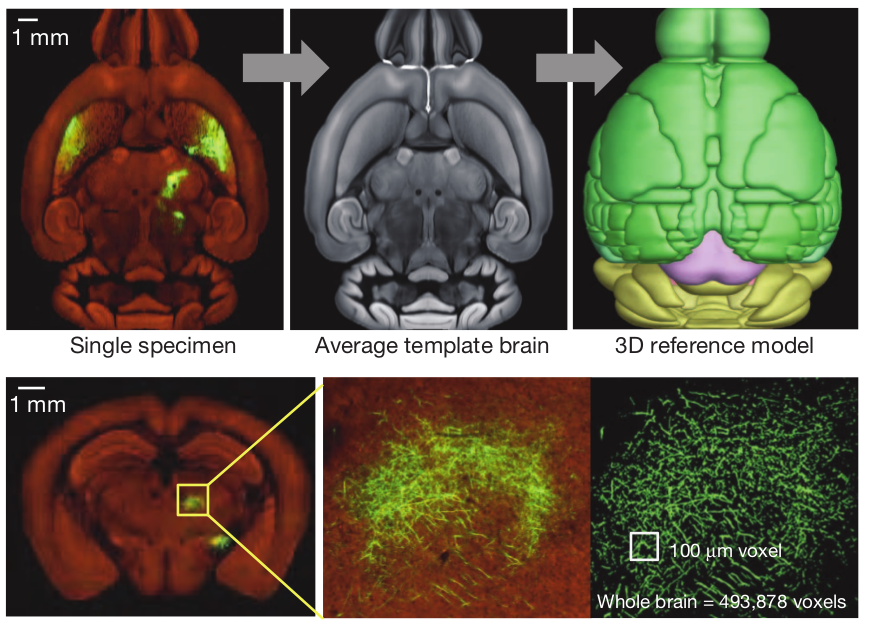 1 mm
Single specimen
Average template brain
3D reference model
1 mm
100 μm voxel
Whole brain = 493,878 voxels